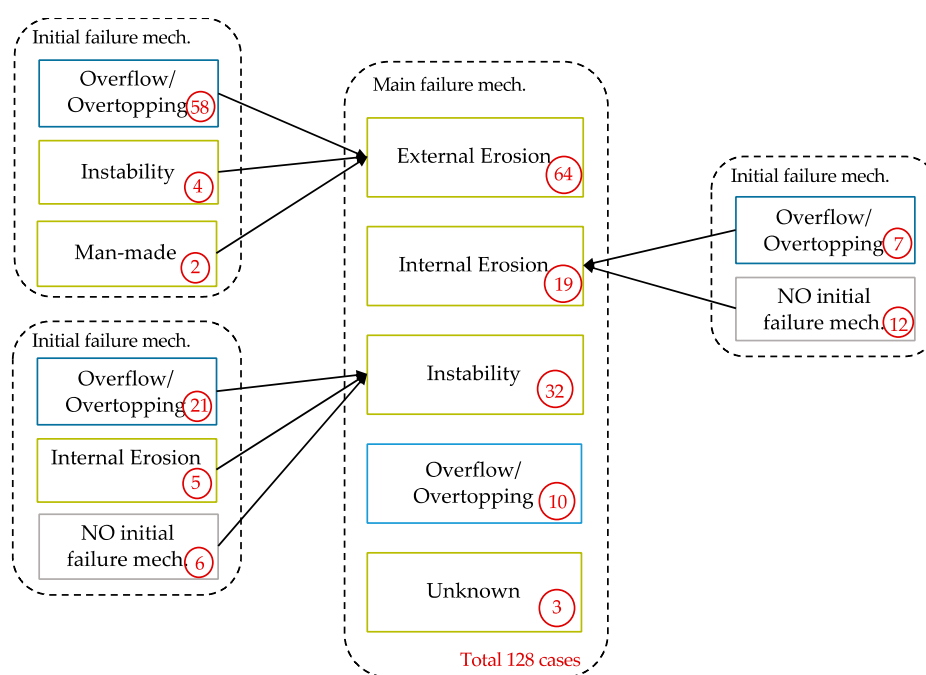 Initial failure mech.
Overflow/
Overtopping 58
Instability
4
Man-made
2
Initial failure mech.
Overflow/
Overtopping 21
Internal Erosion
5
NO initial
failure mech. 6
Main failure mech.
External Erosion
64
Internal Erosion
19
Instability
32
Overflow/
Overtopping 10
Unknown
3
Total 128 cases
Initial failure mech.
Overflow/
Overtopping 7
NO initial
failure mech. 12